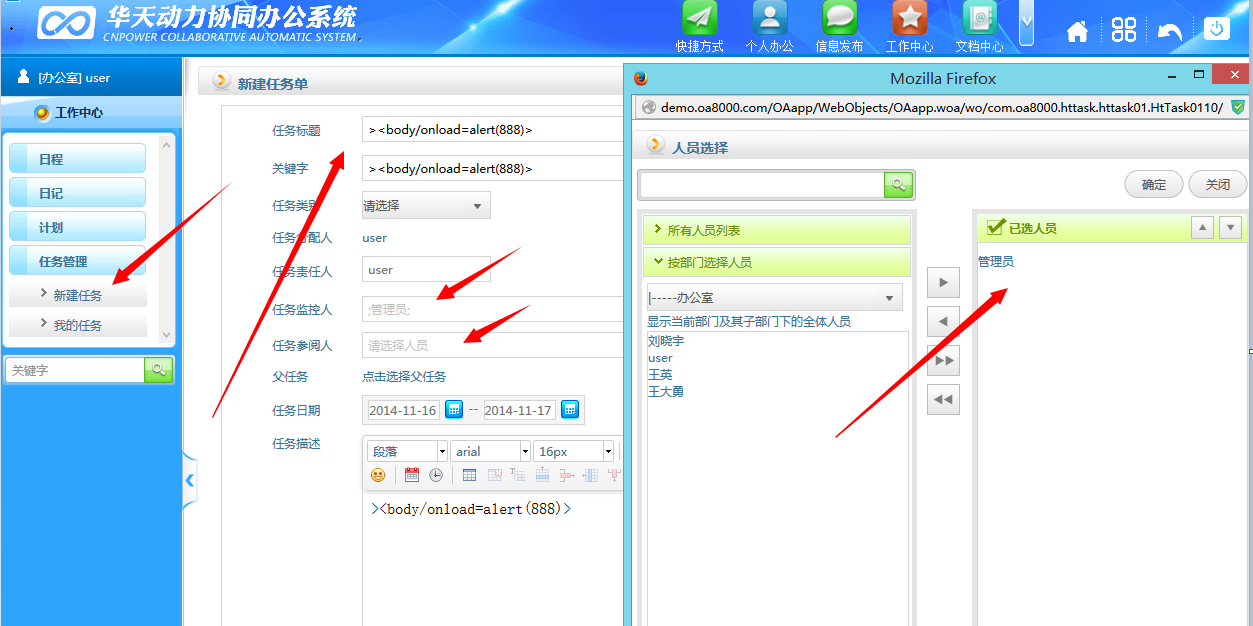 华天动力协同办公系统
CNPOWER COLLABORATIVE AUTOMATIC SYSTEM
快捷方式 个人办公 信息发布 工作中心 文档中心
[办公室] user
工作中心
日程
日记
计划
任务管理
新建任务
我的任务
关键字
新建任务单
任务标题 ><body/onload=alert(888)>
关键字 ><body/onload=alert(888)>
任务类别 请选择
任务分配人 user
任务责任人 user
任务监控人 ;管理员;
任务参阅人 请选择人员
父任务 点击选择父任务
任务日期 2014-11-16 -- 2014-11-17
任务描述
段落 arial 16px
><body/onload=alert(888)>
Mozilla Firefox
demo.oa8000.com/OAapp/WebObjects/OAapp.woa/wo/com.oa8000.httask.httask01.HtTask0110/
人员选择
确定 关闭
所有人员列表
按部门选择人员
|-----办公室
显示当前部门及其子部门下的全体人员
刘晓宇
user
王英
王大勇
已选人员
管理员